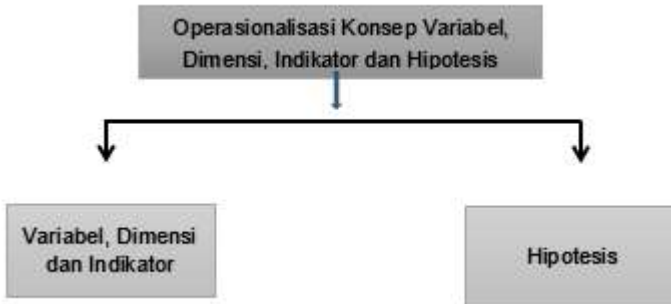 Operasionalisasi Konsep Variabel,
Dimensi, Indikator dan Hipotesis
Variabel, Dimensi
dan Indikator
Hipotesis